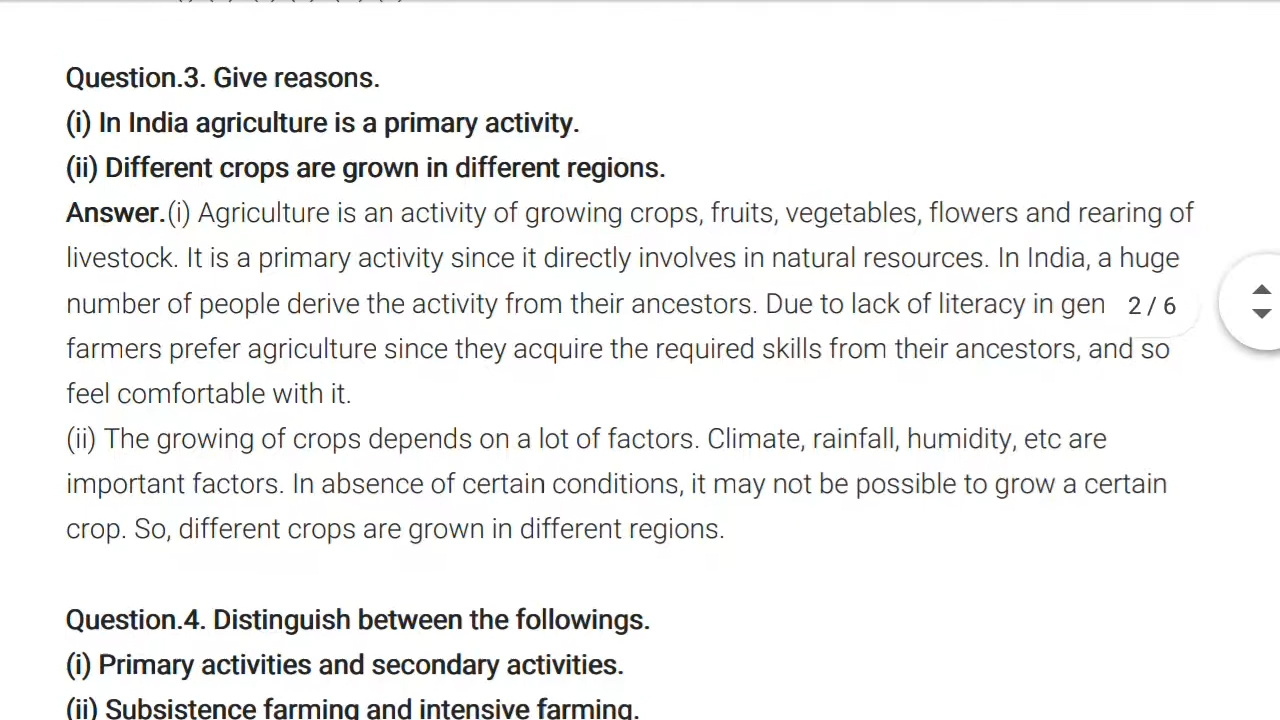 Question.3. Give reasons.
(i) In India agriculture is a primary activity.
(ii) Different crops are grown in different regions.
Answer.(i) Agriculture is an activity of growing crops, fruits, vegetables, flowers and rearing of
livestock. It is a primary activity since it directly involves in natural resources. In India, a huge
number of people derive the activity from their ancestors. Due to lack of literacy in gen 2 / 6
farmers prefer agriculture since they acquire the required skills from their ancestors, and so
feel comfortable with it.
(ii) The growing of crops depends on a lot of factors. Climate, rainfall, humidity, etc are
important factors. In absence of certain conditions, it may not be possible to grow a certain
crop. So, different crops are grown in different regions.
Question.4. Distinguish between the followings.
(i) Primary activities and secondary activities.
(ii) Subsistence farming and intensive farming.